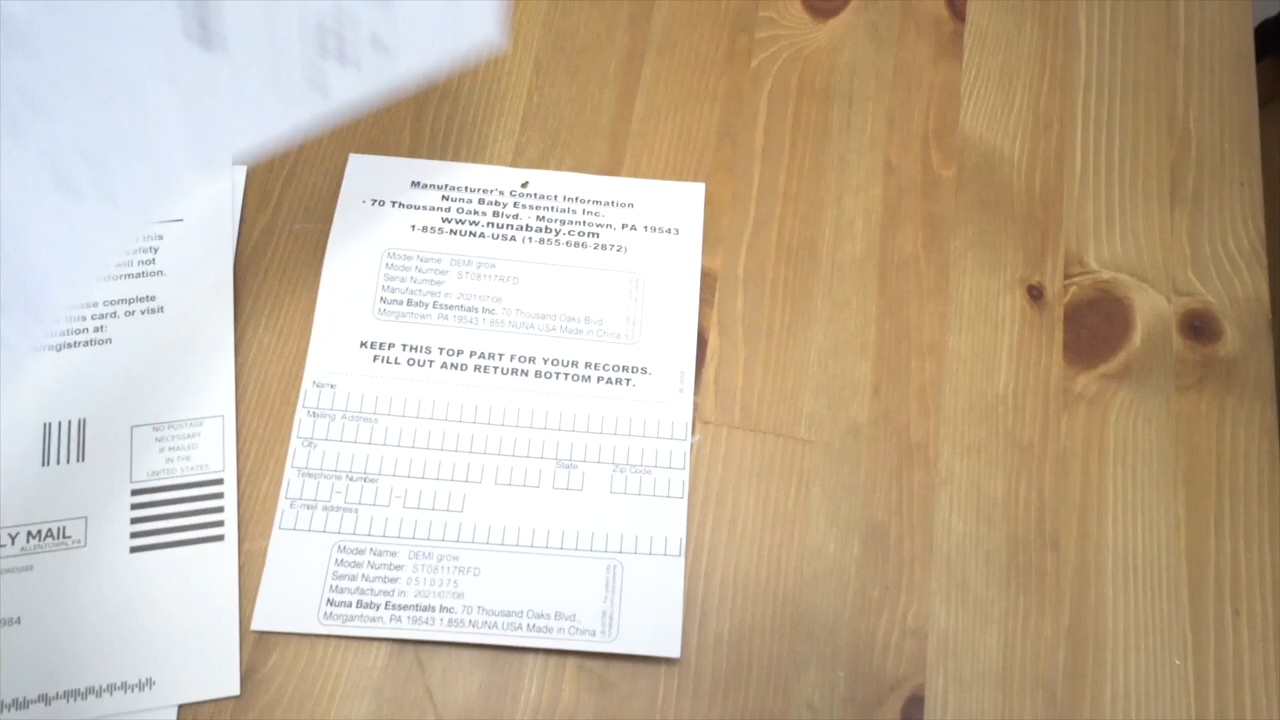 this
safety
will not
information.
ease complete
this card, or visit
ration at:
registration
NO POSTAGE
NECESSARY
IF MAILED
IN THE
UNITED STATES
LY MAIL
ALLENTOWN, PA
DRESSEE
984
Manufacturer's Contact Information
Nuna Baby Essentials Inc.
70 Thousand Oaks Blvd. · Morgantown, PA 19543
www.nunababy.com
1-855-NUNA-USA (1-855-686-2872)
Model Name: DEMI grow
Model Number: ST08117RFD
Serial Number:
Manufactured in: 2021/07/08
Nuna Baby Essentials Inc. 70 Thousand Oaks Blvd.
Morgantown, PA 19543 1.855.NUNA.USA Made in China
KEEP THIS TOP PART FOR YOUR RECORDS.
FILL OUT AND RETURN BOTTOM PART.
Name
Mailing Address
City
State
Zip Code
Telephone Number
E-mail address
Model Name: DEMI grow
Model Number: ST08117RFD
Serial Number: 0510375
Manufactured in: 2021/07/08
Nuna Baby Essentials Inc. 70 Thousand Oaks Blvd.,
Morgantown, PA 19543 1.855.NUNA.USA Made in China